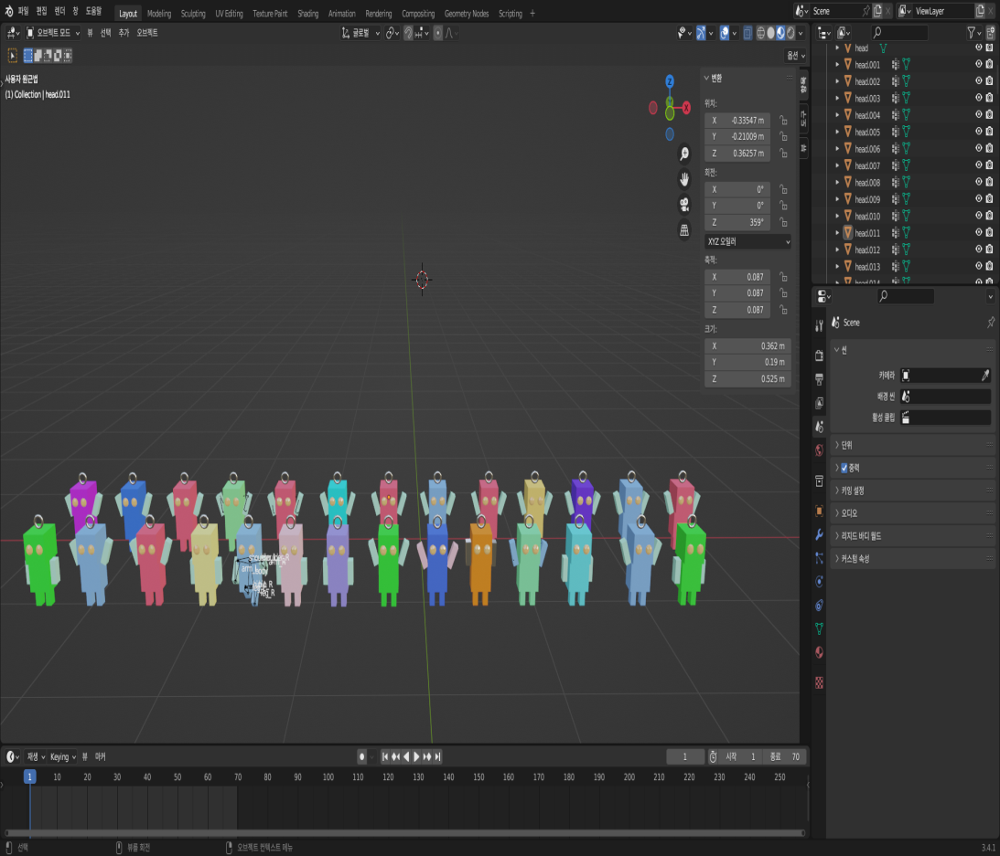 파일 편집 렌더 창 도움말 Layout Modeling Sculpting UV Editing Texture Paint Shading Animation Rendering Compositing Geometry Nodes Scripting + Scene ViewLayer
오브젝트 모드 뷰 선택 추가 오브젝트 글로벌
옵션
사용자 원근법
(1) Collection | head.011
Z
X
변환
위치:
X -0.33547 m
Y -0.21009 m
Z 0.36257 m
회전:
X 0°
Y 0°
Z 359°
XYZ 오일러
축적:
X 0.087
Y 0.087
Z 0.087
크기:
X 0.362 m
Y 0.19 m
Z 0.525 m
항목
도구
뷰
head
head.001
head.002
head.003
head.004
head.005
head.006
head.007
head.008
head.009
head.010
head.011
head.012
head.013
head.014
Scene
씬
카메라
배경 씬
활성 클립
단위
중력
키잉 설정
오디오
리지드 바디 월드
커스텀 속성
재생 Keying 뷰 마커 1 시작 1 종료 70
1 10 20 30 40 50 60 70 80 90 100 110 120 130 140 150 160 170 180 190 200 210 220 230 240 250
선택 뷰를 회전 오브젝트 컨텍스트 메뉴 3.4.1